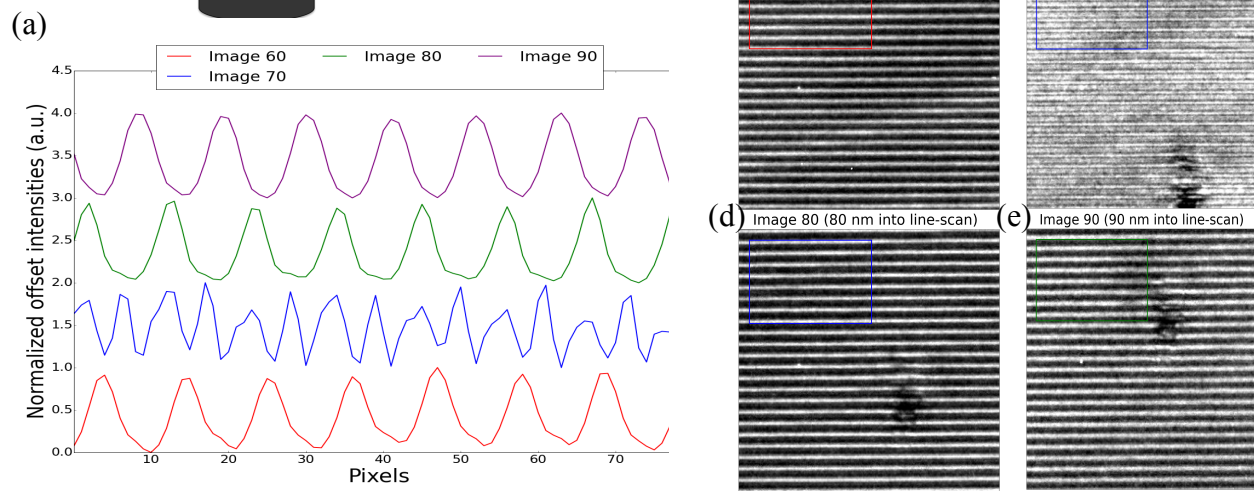 (a)
Image 60 Image 80 Image 90
Image 70
4.5
4.0
3.5
3.0
2.5
2.0
1.5
1.0
0.5
0.0
Normalized offset intensities (a.u.)
10 20 30 40 50 60 70
Pixels
(d) Image 80 (80 nm into line-scan)
(e) Image 90 (90 nm into line-scan)